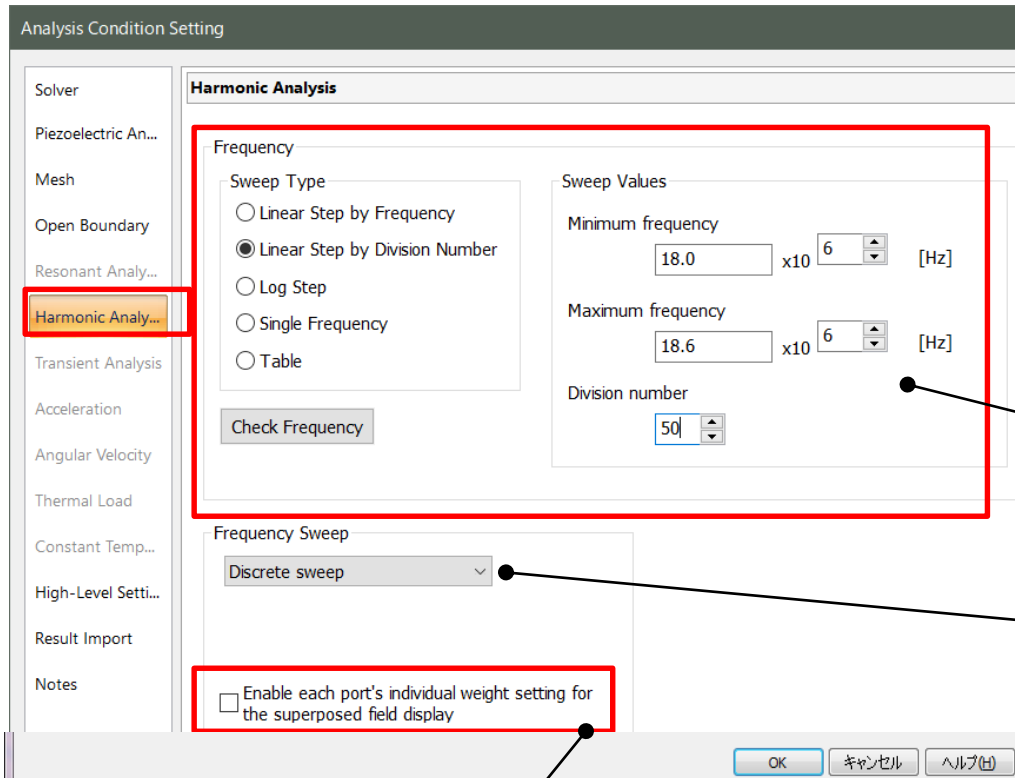 Analysis Condition Setting
Solver
Piezoelectric An...
Mesh
Open Boundary
Resonant Analy...
Harmonic Analy...
Transient Analysis
Acceleration
Angular Velocity
Thermal Load
Constant Temp...
High-Level Setti...
Result Import
Notes
Harmonic Analysis
Frequency
Sweep Type
Linear Step by Frequency
Linear Step by Division Number
Log Step
Single Frequency
Table
Check Frequency
Sweep Values
Minimum frequency
18.0 x10 6 [Hz]
Maximum frequency
18.6 x10 6 [Hz]
Division number
50
Frequency Sweep
Discrete sweep
Enable each port's individual weight setting for
the superposed field display
OK キャンセル ヘルプ(H)